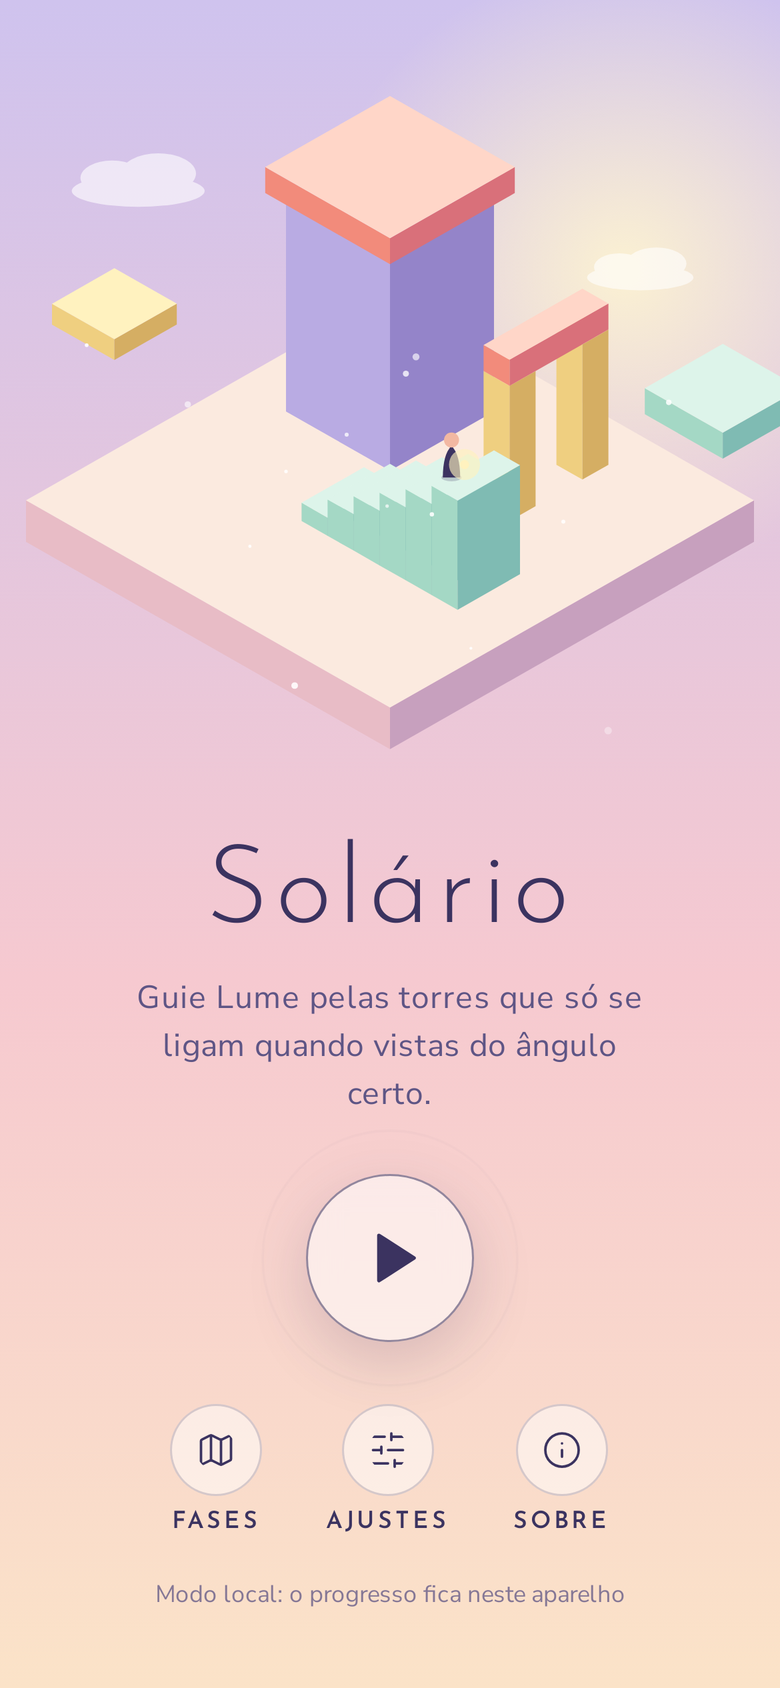 Solário
Guie Lume pelas torres que só se
ligam quando vistas do ângulo
certo.
FASES
AJUSTES
SOBRE
Modo local: o progresso fica neste aparelho